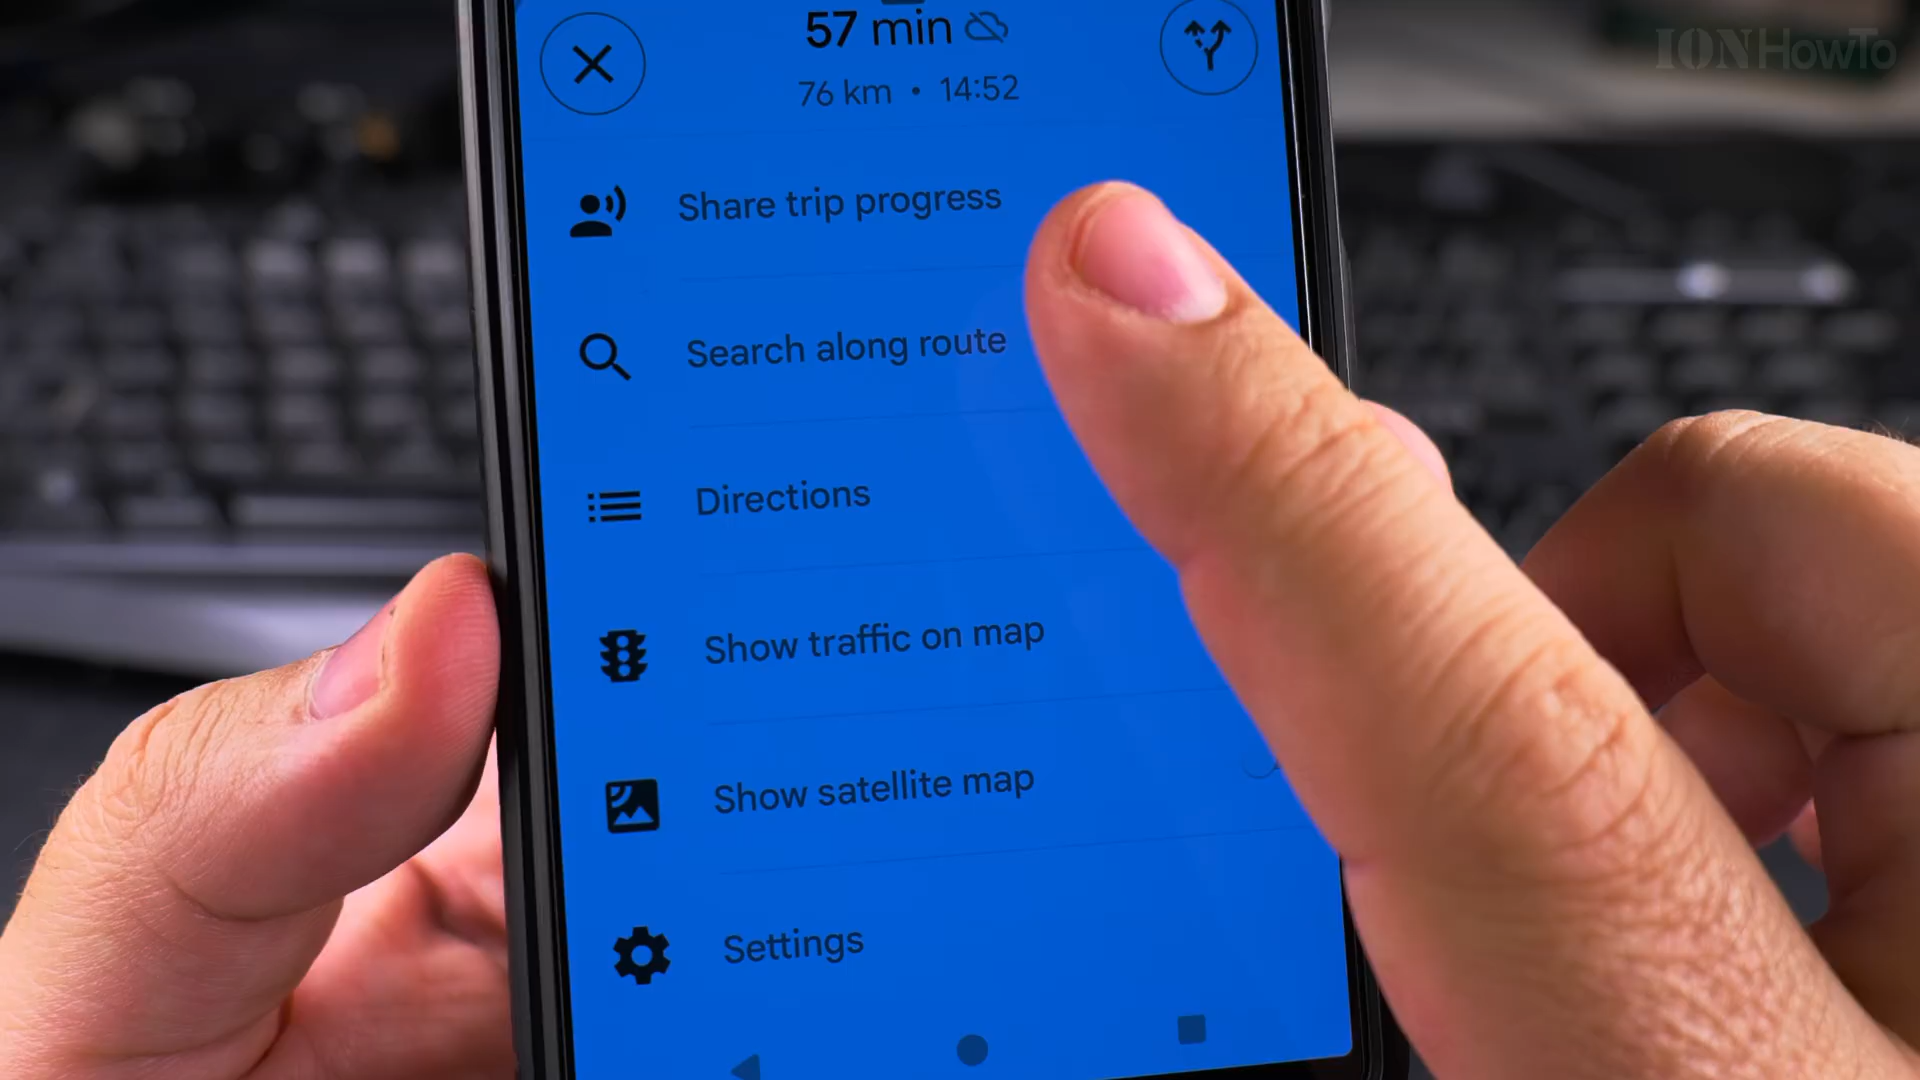 IONHowTo
57 min
76 km • 14:52
Share trip progress
Search along route
Directions
Show traffic on map
Show satellite map
Settings